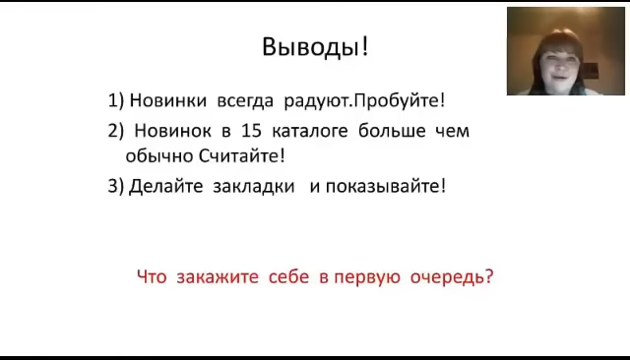 Выводы!
1) Новинки всегда радуют.Пробуйте!
2) Новинок в 15 каталоге больше чем
обычно Считайте!
3) Делайте закладки и показывайте!
Что закажите себе в первую очередь?